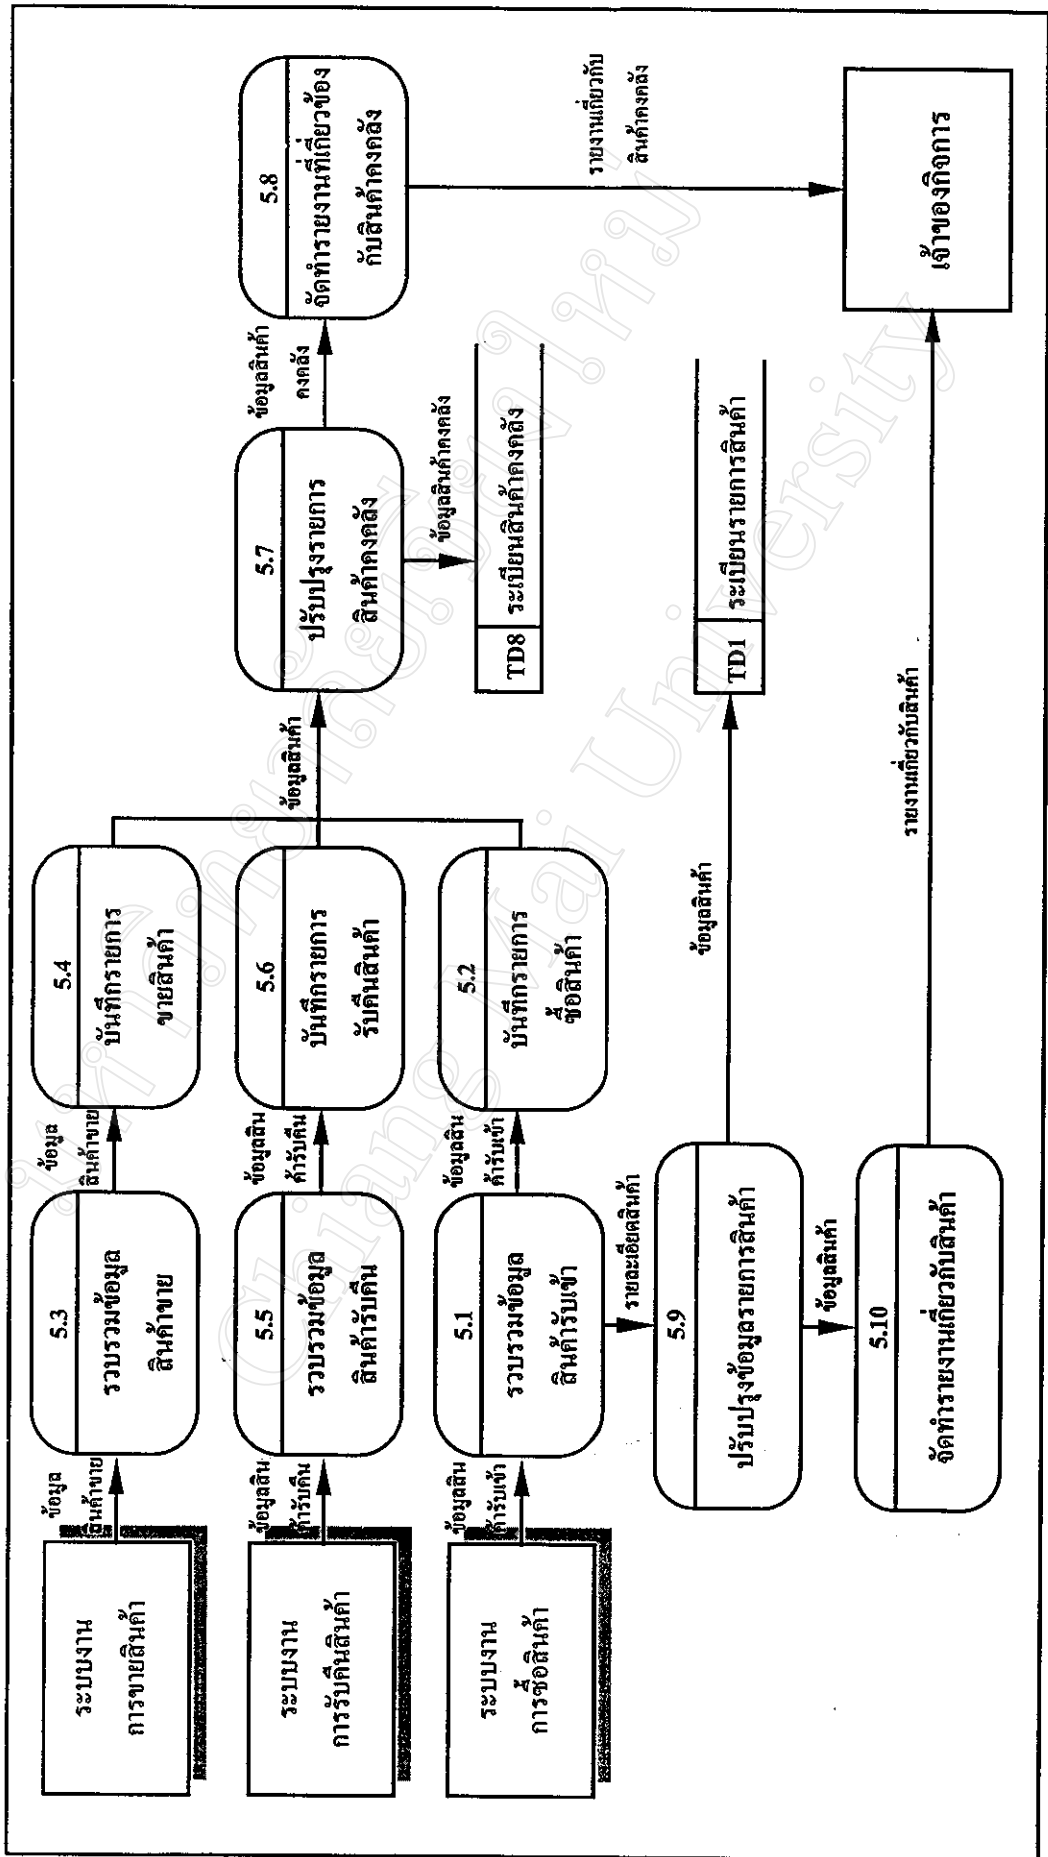 ระบบงาน
การขายสินค้า
ข้อมูล
สินค้าขาย
5.3
รวบรวมข้อมูล
สินค้าขาย
ข้อมูล
สินค้าขาย
5.4
บันทึกรายการ
ขายสินค้า
ระบบงาน
การรับคืนสินค้า
ข้อมูลสิน
ค้ารับคืน
5.5
รวบรวมข้อมูล
สินค้ารับคืน
ข้อมูลสิน
ค้ารับคืน
5.6
บันทึกรายการ
รับคืนสินค้า
ข้อมูลสินค้า
5.7
ปรับปรุงรายการ
สินค้าคงคลัง
ข้อมูลสินค้า
คงคลัง
5.8
จัดทำรายงานที่เกี่ยวข้อง
กับสินค้าคงคลัง
ระบบงาน
การซื้อสินค้า
ข้อมูลสิน
ค้ารับเข้า
5.1
รวบรวมข้อมูล
สินค้ารับเข้า
ข้อมูลสิน
ค้ารับเข้า
5.2
บันทึกรายการ
ซื้อสินค้า
ข้อมูลสินค้าคงคลัง
TD8 ระเบียนสินค้าคงคลัง
รายงานเกี่ยวกับ
สินค้าคงคลัง
รายละเอียดสินค้า
5.9
ปรับปรุงข้อมูลรายการสินค้า
ข้อมูลสินค้า
TD1 ระเบียนรายการสินค้า
ข้อมูลสินค้า
5.10
จัดทำรายงานเกี่ยวกับสินค้า
รายงานเกี่ยวกับสินค้า
เจ้าของกิจการ
Chiang Mai University